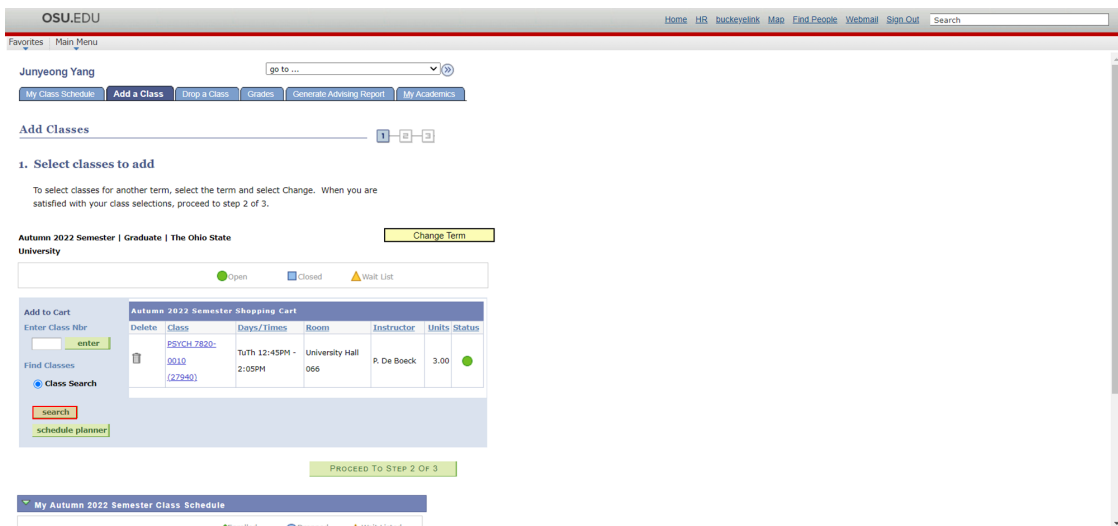 OSU.EDU
Home HR buckeyelink Map Find People Webmail Sign Out Search
Favorites Main Menu
Junyeong Yang
go to ...
My Class Schedule Add a Class Drop a Class Grades Generate Advising Report My Academics
Add Classes
1 2 3
1. Select classes to add
To select classes for another term, select the term and select Change. When you are
satisfied with your class selections, proceed to step 2 of 3.
Autumn 2022 Semester | Graduate | The Ohio State
University
Change Term
Open Closed Wait List
Add to Cart
Enter Class Nbr
enter
Find Classes
Class Search
search
schedule planner
Autumn 2022 Semester Shopping Cart
Delete Class Days/Times Room Instructor Units Status
PSYCH 7820-
0010
(27940)
TuTh 12:45PM -
2:05PM
University Hall
066
P. De Boeck
3.00
PROCEED TO STEP 2 OF 3
My Autumn 2022 Semester Class Schedule